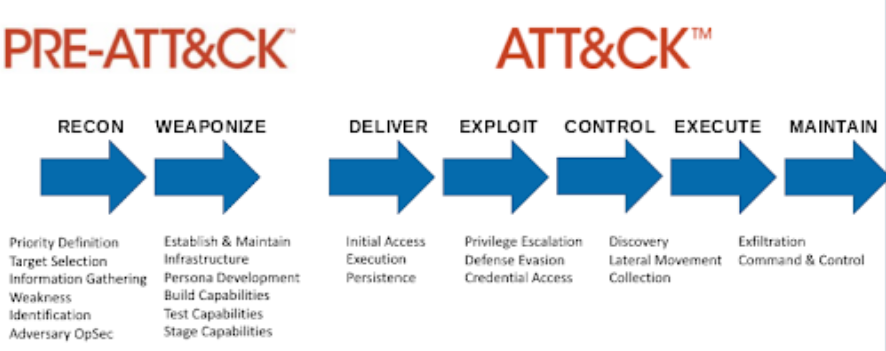 PRE-ATT&CK™
ATT&CK™
RECON
WEAPONIZE
DELIVER
EXPLOIT
CONTROL
EXECUTE
MAINTAIN
Priority Definition
Target Selection
Information Gathering
Weakness
Identification
Adversary OpSec
Establish & Maintain
Infrastructure
Persona Development
Build Capabilities
Test Capabilities
Stage Capabilities
Initial Access
Execution
Persistence
Privilege Escalation
Defense Evasion
Credential Access
Discovery
Lateral Movement
Collection
Exfiltration
Command & Control